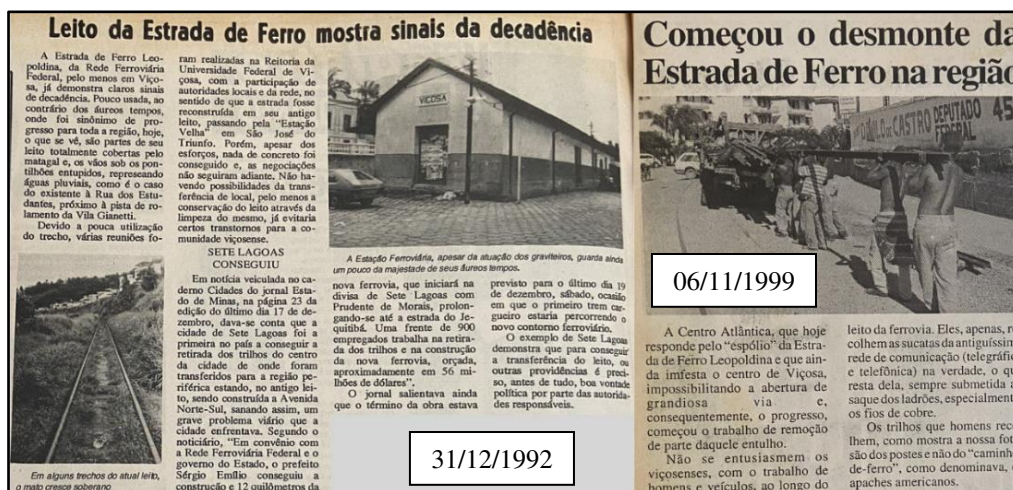 Leito da Estrada de Ferro mostra sinais da decadência
A Estrada de Ferro Leo-
poldina, da Rede Ferroviária
Federal, pelo menos em Viço-
sa, já demonstra claros sinais
de decadência. Pouco usada, ao
contrário dos áureos tempos,
onde foi sinônimo de pro-
gresso para toda a região, hoje,
o que se vê, são partes de seu
leito totalmente cobertas pelo
matagal e, os vãos sob os pon-
tilhões entupidos, represando
águas pluviais, como é o caso
do existente à Rua dos Estu-
dantes, próximo à pista de ro-
lamento da Vila Gianetti.
Devido a pouca utilização
do trecho, várias reuniões fo-
Em alguns trechos do atual leito,
o mato cresce soberano
ram realizadas na Reitoria da
Universidade Federal de Vi-
çosa, com a participação de
autoridades locais e da rede, no
sentido de que a estrada fosse
reconstruída em seu antigo
leito, passando pela "Estação
Velha" em São José do
Triunfo. Porém, apesar dos
esforços, nada de concreto foi
conseguido e, as negociações
não seguiram adiante. Não ha-
vendo possibilidades da trans-
ferência de local, pelo menos a
conservação do leito através da
limpeza do mesmo, já evitaria
certos transtornos para a co-
munidade viçosense.
SETE LAGOAS
CONSEGUIU
Em notícia veiculada no ca-
derno Cidades do jornal Esta-
do de Minas, na página 23 da
edição do último dia 17 de de-
zembro, dava-se conta que a
cidade de Sete Lagoas foi a
primeira no país a conseguir a
retirada dos trilhos do centro
da cidade de onde foram
transferidos para a região pe-
riférica estando, no antigo lei-
to, sendo construída a Avenida
Norte-Sul, sanando assim, um
grave problema viário que a
cidade enfrentava. Segundo o
noticiário, "Em convênio com
a Rede Ferroviária Federal e o
governo do Estado, o prefeito
Sérgio Emílio conseguiu a
construção e 12 quilômetros da
VIÇOSA
A Estação Ferroviária, apesar da atuação dos graviteiros, guarda ainda
um pouco da majestade de seus áureos tempos.
nova ferrovia, que iniciará na
divisa de Sete Lagoas com
Prudente de Morais, prolon-
gando-se até a estrada do Je-
quitibá. Uma frente de 900
empregados trabalha na retira-
da dos trilhos e na construção
da nova ferrovia, orçada,
aproximadamente em 56 mi-
lhões de dólares".
O jornal salientava ainda
que o término da obra estava
previsto para o último dia 19
de dezembro, sábado, ocasião
em que o primeiro trem car-
gueiro estaria percorrendo o
novo contorno ferroviário.
O exemplo de Sete Lagoas
demonstra que para conseguir
a transferência do leito, ou
outras providências é preci-
so, antes de tudo, boa vontade
política por parte das autorida-
des responsáveis.
31/12/1992
Começou o desmonte da
Estrada de Ferro na região
CASTRO DEPUTADO 45
FEDERAL
06/11/1999
A Centro Atlântica, que hoje
responde pelo "espólio" da Estra-
da de Ferro Leopoldina e que ain-
da imfesta o centro de Viçosa,
impossibilitando a abertura de
grandiosa via e,
consequentemente, o progresso,
começou o trabalho de remoção
de parte daquele entulho.
Não se entusiasmem os
viçosenses, com o trabalho de
homens e veículos, ao longo do
leito da ferrovia. Eles, apenas, re
colhem as sucatas da antiguíssim
rede de comunicação (telegráfic
e telefônica) na verdade, o qu
resta dela, sempre submetida a
saque dos ladrões, especialment
os fios de cobre.
Os trilhos que homens reco
lhem, como mostra a nossa fot
são dos postes e não do "caminh
de-ferro", como denominava,
apaches americanos.